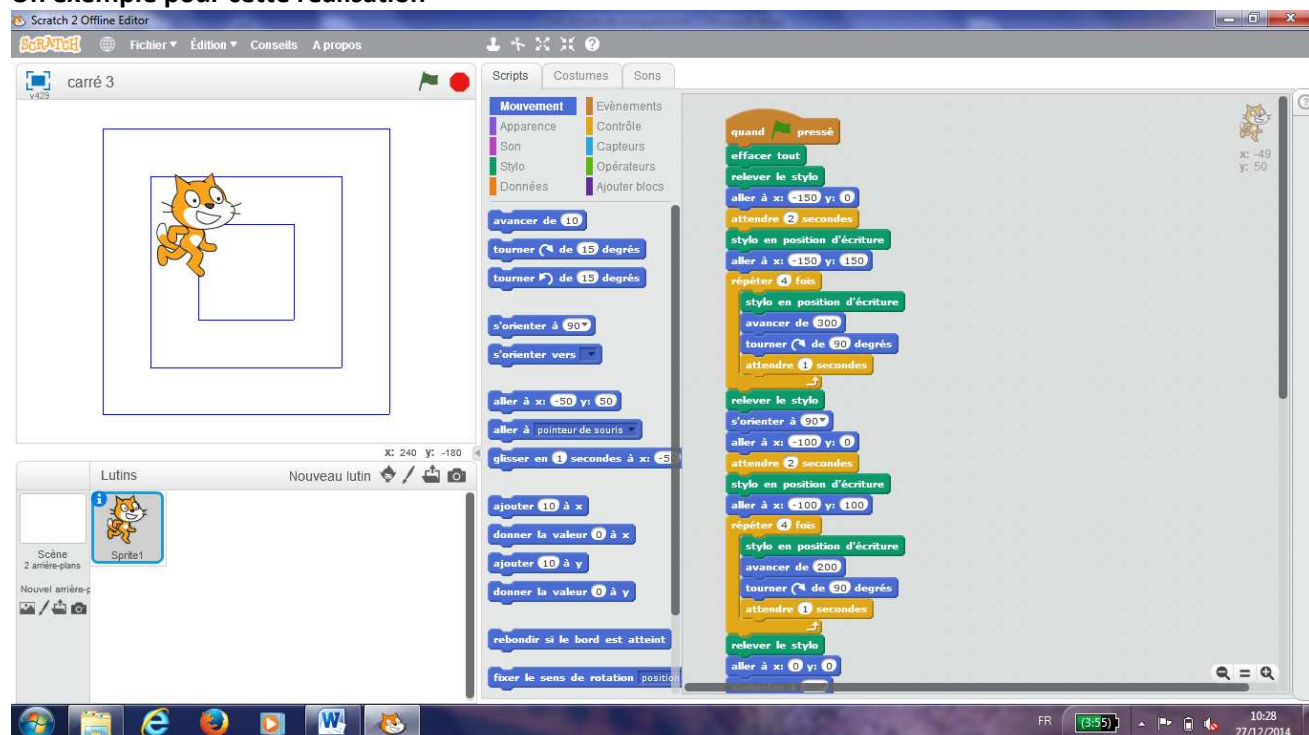 Un exemple pour cette réalisation
Scratch 2 Offline Editor
SCRATCH Fichier Édition Conseils A propos
carré 3
v429
X: 240 y: -180
Lutins Nouveau lutin
Scène
2 arrière-plans
Sprite1
Nouvel arrière-p
Scripts Costumes Sons
Mouvement Evènements
Apparence Contrôle
Son Capteurs
Stylo Opérateurs
Données Ajouter blocs
avancer de 10
tourner de 15 degrés
tourner de 15 degrés
s'orienter à 90
s'orienter vers
aller à x: -50 y: 50
aller à pointeur de souris
glisser en 1 secondes à x: -5
ajouter 10 à x
donner la valeur 0 à x
ajouter 10 à y
donner la valeur 0 à y
rebondir si le bord est atteint
fixer le sens de rotation position
quand pressé
effacer tout
relever le stylo
aller à x: -150 y: 0
attendre 2 secondes
stylo en position d'écriture
aller à x: -150 y: 150
répéter 4 fois
stylo en position d'écriture
avancer de 300
tourner de 90 degrés
attendre 1 secondes
relever le stylo
s'orienter à 90
aller à x: -100 y: 0
attendre 2 secondes
stylo en position d'écriture
aller à x: -100 y: 100
répéter 4 fois
stylo en position d'écriture
avancer de 200
tourner de 90 degrés
attendre 1 secondes
relever le stylo
aller à x: 0 y: 0
x: -49
y: 50
FR (3:55) 10:28
27/12/2014